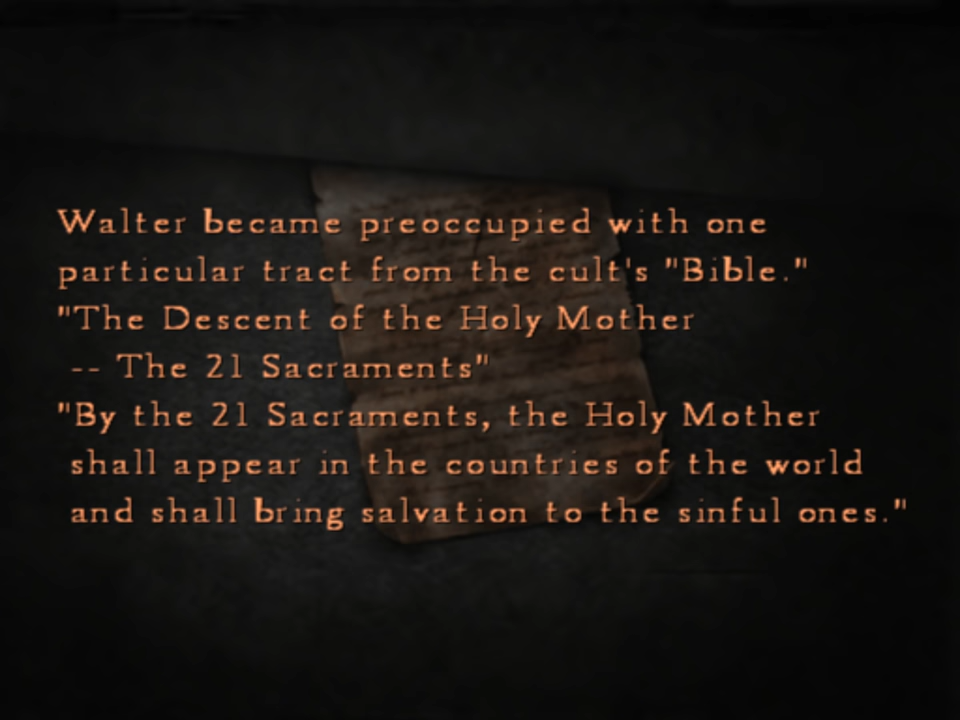 Walter became preoccupied with one
particular tract from the cult's "Bible."
"The Descent of the Holy Mother
-- The 21 Sacraments"
"By the 21 Sacraments, the Holy Mother
shall appear in the countries of the world
and shall bring salvation to the sinful ones."